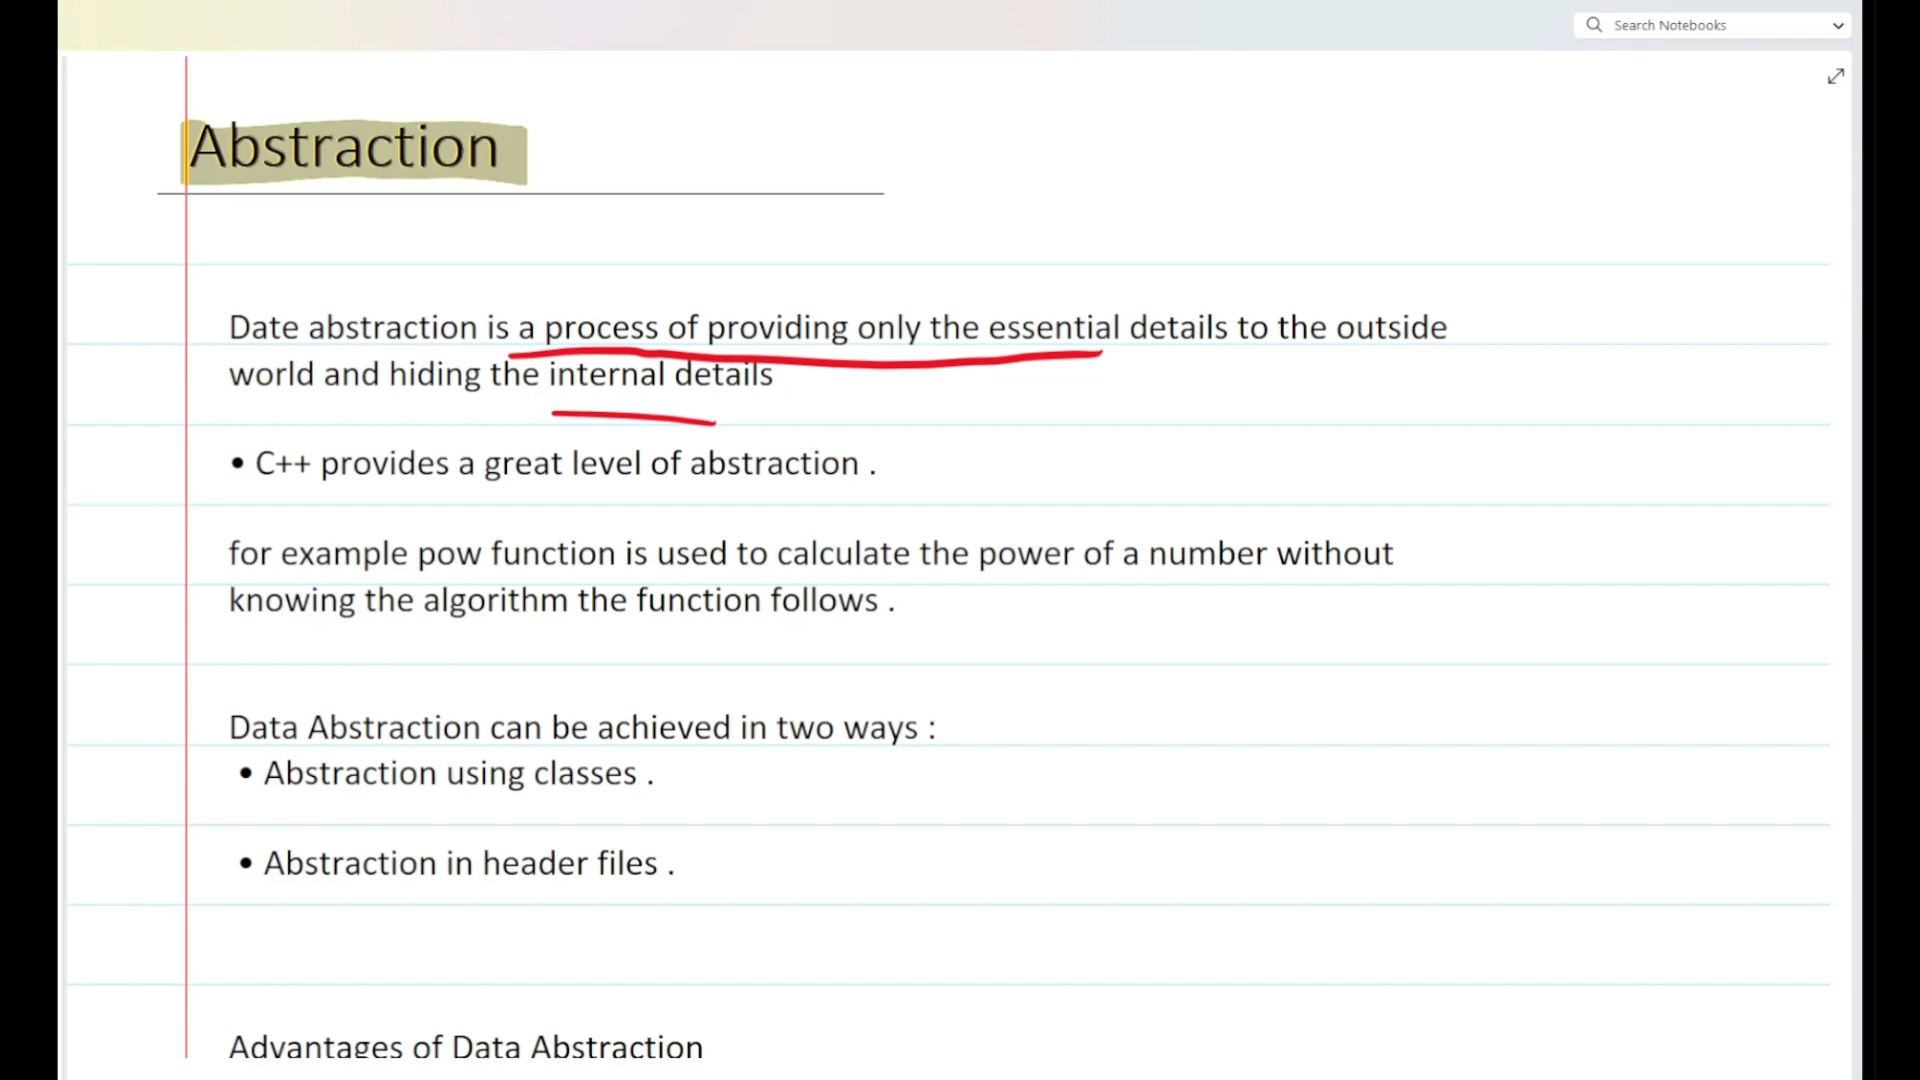 Search Notebooks
Abstraction
Date abstraction is a process of providing only the essential details to the outside
world and hiding the internal details
• C++ provides a great level of abstraction .
for example pow function is used to calculate the power of a number without
knowing the algorithm the function follows .
Data Abstraction can be achieved in two ways :
• Abstraction using classes .
• Abstraction in header files .
Advantages of Data Abstraction